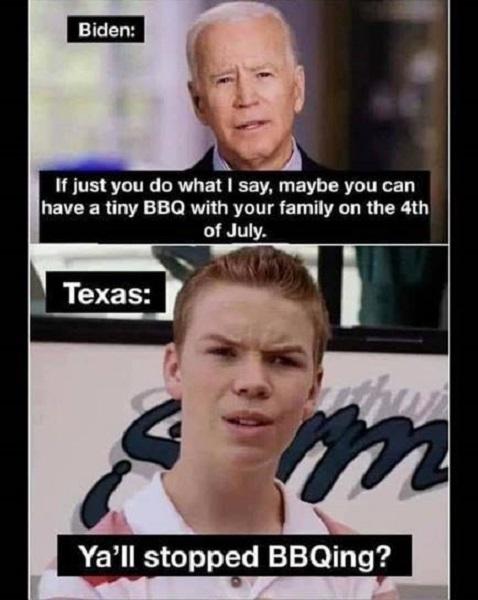 Biden:
If just you do what I say, maybe you can
have a tiny BBQ with your family on the 4th
of July.
Texas:
Ya'll stopped BBQing?